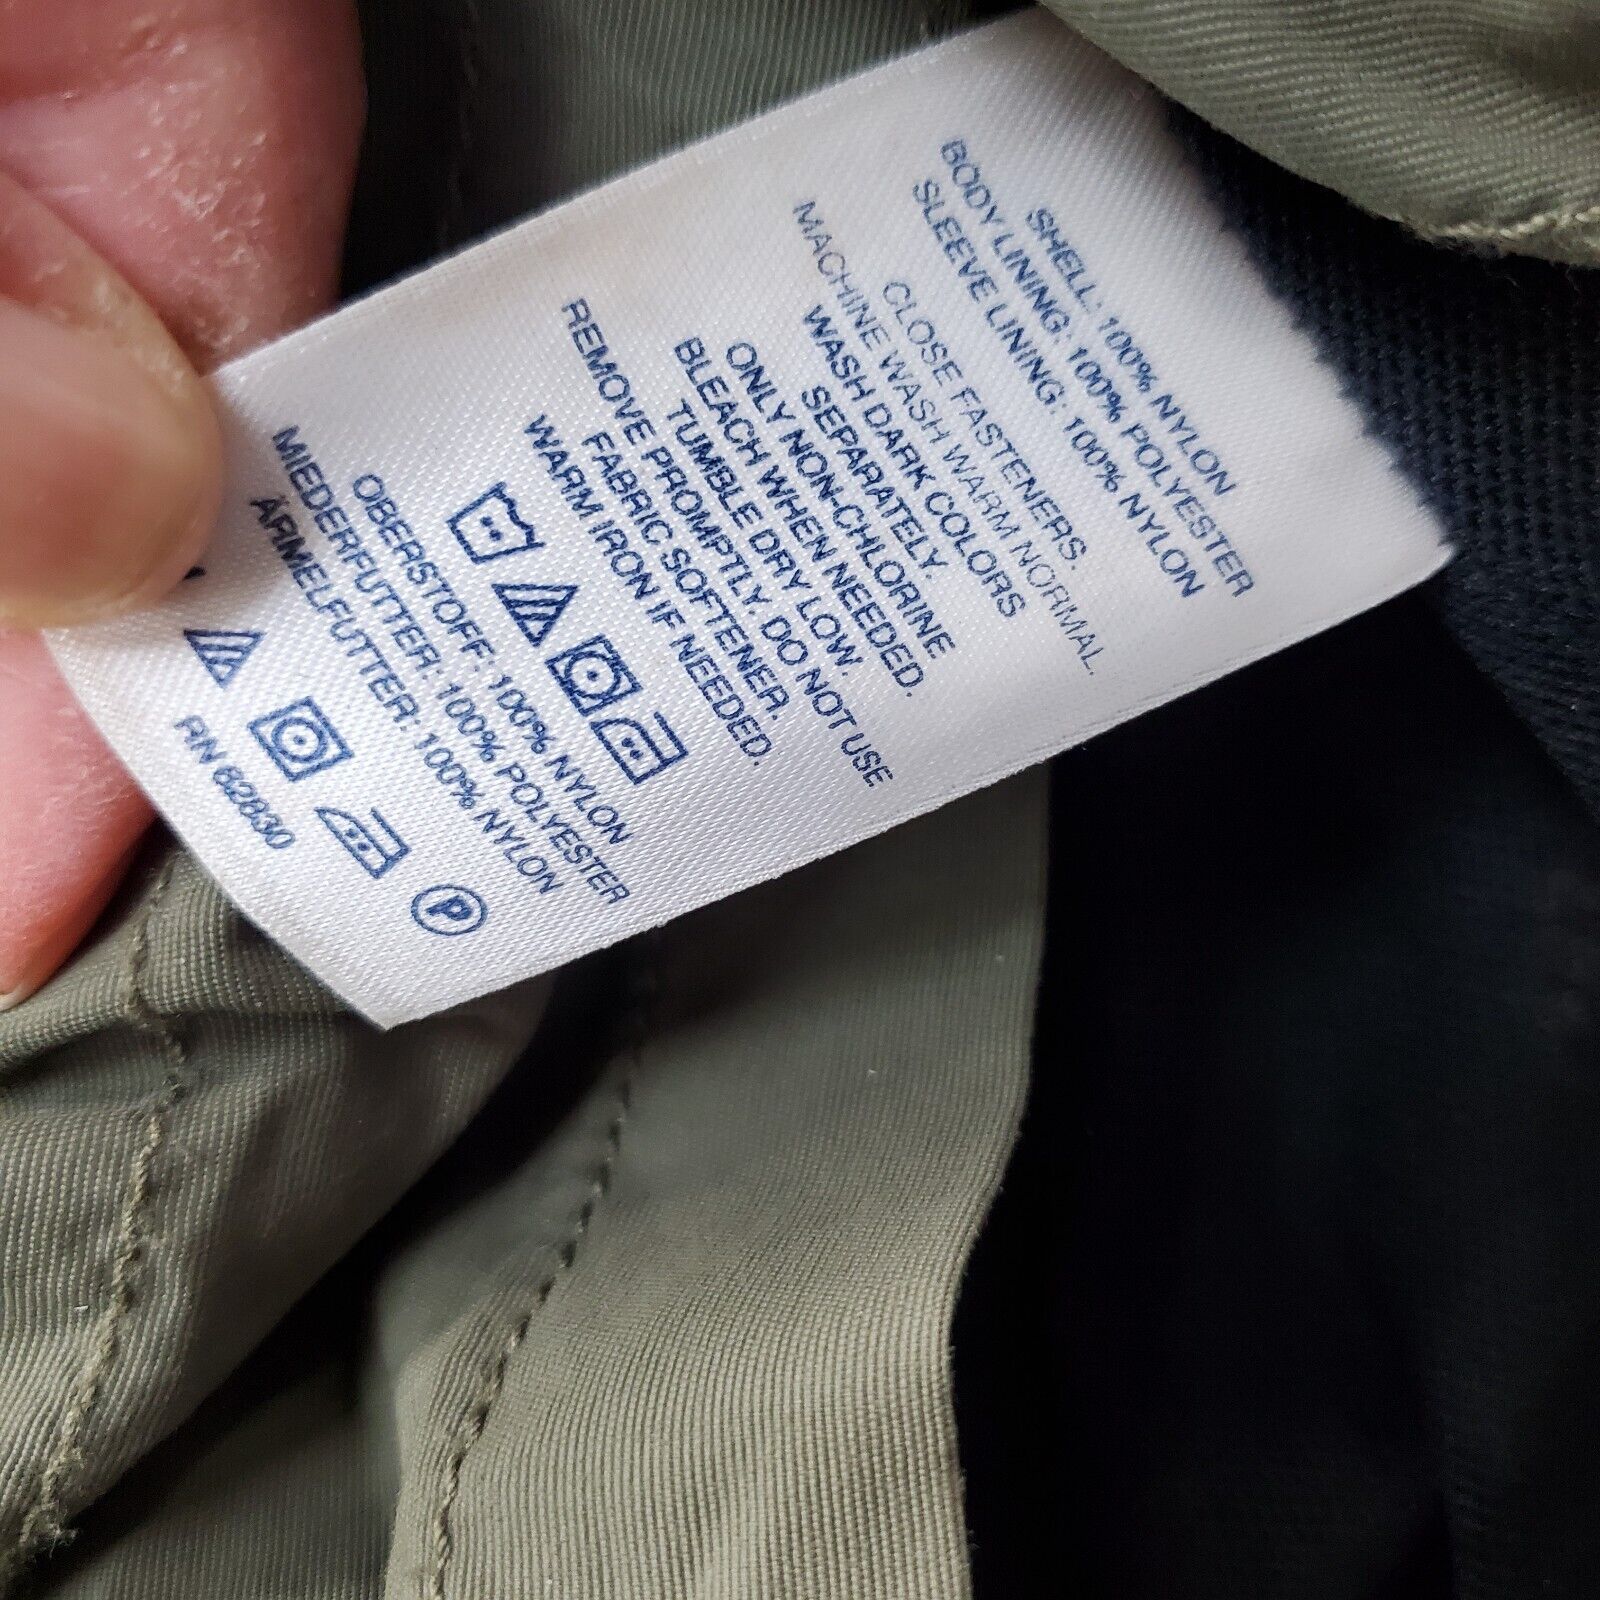 SHELL: 100% NYLON
BODY LINING: 100% POLYESTER
SLEEVE LINING: 100% NYLON
CLOSE FASTENERS.
MACHINE WASH WARM NORMAL.
WASH DARK COLORS
SEPARATELY.
ONLY NON-CHLORINE
BLEACH WHEN NEEDED.
TUMBLE DRY LOW.
REMOVE PROMPTLY. DO NOT USE
FABRIC SOFTENER.
WARM IRON IF NEEDED.
OBERSTOFF: 100% NYLON
MIEDERFUTTER: 100% POLYESTER
ÄRMELFUTTER: 100% NYLON
P
RN 82830